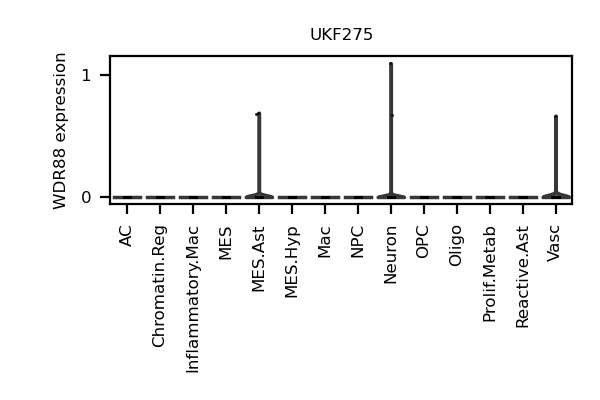 UKF275
WDR88 expression
1
0
AC
Chromatin.Reg
Inflammatory.Mac
MES
MES.Ast
MES.Hyp
Mac
NPC
Neuron
OPC
Oligo
Prolif.Metab
Reactive.Ast
Vasc